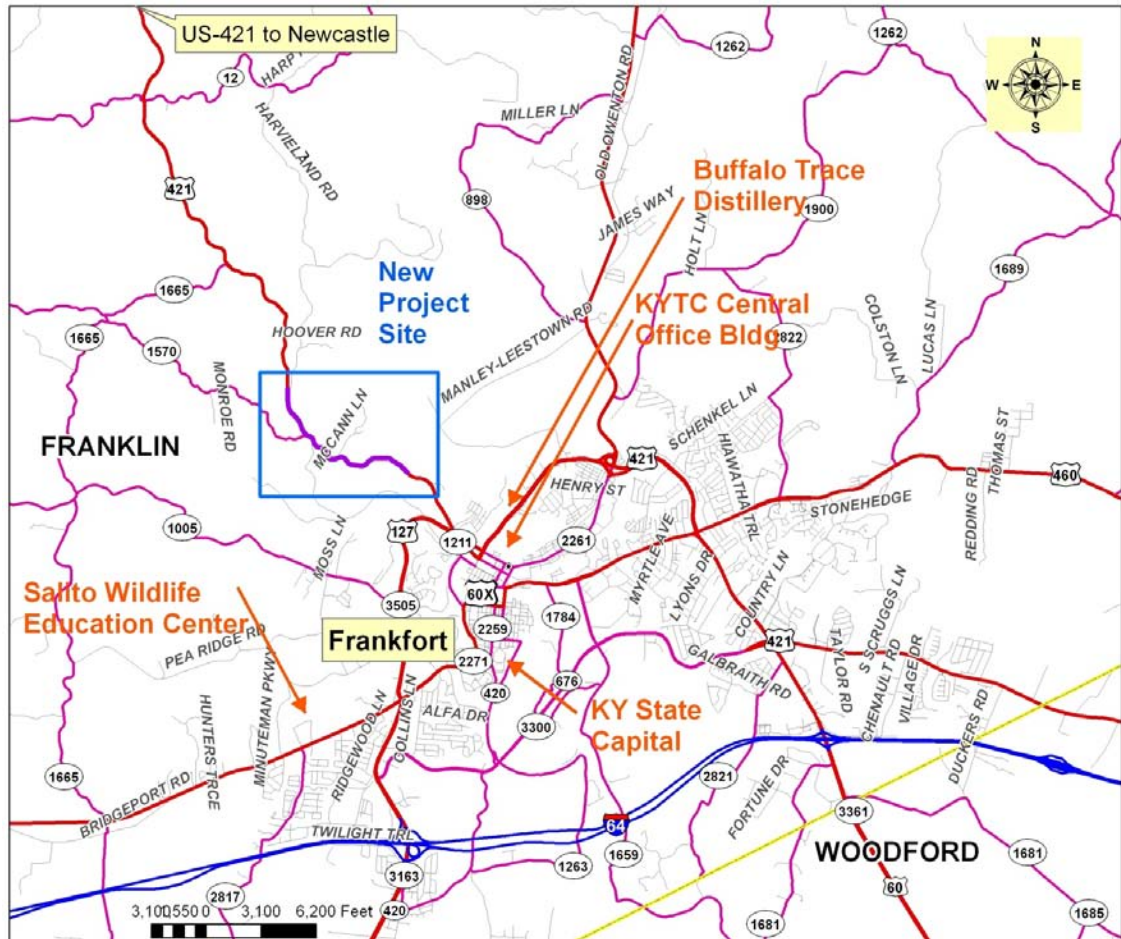 US-421 to Newcastle
1262
1262
N
W E
S
12
HARVIELAND RD
MILLER LN
OLD OWENTON RD
421
898
JAMES WAY
Buffalo Trace
Distillery
HOLT LN
1900
1689
New
Project
Site
1665
KYTC Central
Office Bldg
HOOVER RD
1665
1570
MANLEY-LEESTOWN RD
2822
COLSTON LN
LUCAS LN
MONROE RD
MCCANN LN
FRANKLIN
SCHENKEL LN
421
HENRY ST
HIAWATHA TRL
STONEHEDGE
REDDING RD
THOMAS ST
460
1005
MOSS LN
127
1211
2261
MYRTLE AVE
LYONS DR
COUNTRY LN
Salito Wildlife
Education Center
3505
60X
2259
1784
Frankfort
PEA RIDGE RD
2271
421
GALBRAITH RD
TAYLOR RD
S SCRUGGS LN
CHENAULT RD
VILLAGE DR
676
420
3300
KY State
Capital
ALFA DR
COLLINS LN
RIDGEWOOD LN
MINUTEMAN PKWY
HUNTERS TRCE
DUCKERS RD
1665
BRIDGEPORT RD
2821
FORTUNE DR
TWILIGHT TRL
64
3361
WOODFORD
1659
1263
3163
1681
60
2817
420
1681
1685
3,100 1,550 0 3,100 6,200 Feet